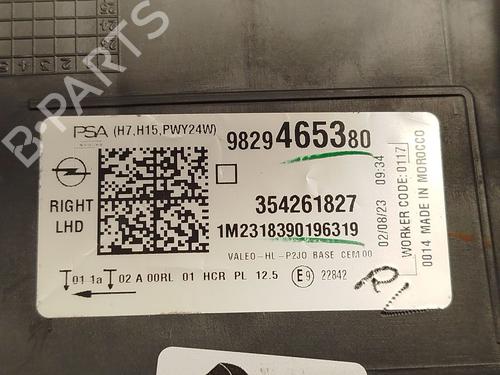 B-PARTS
PSA (H7,H15,PWY24W)
9829465380
RIGHT
LHD
354261827
1M2318390196319
VALEO-HL-P2JO BASE CEM00
01 1a 02 A 00RL 01 HCR PL 12.5 E9 22842
02/08/23 09:34
WORKER CODE:0117
0014 MADE IN MOROCCO